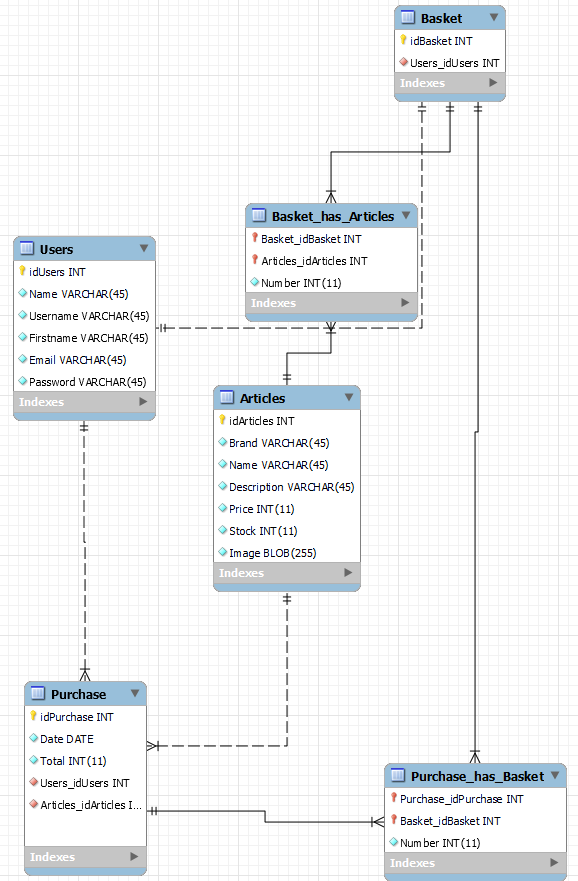 Basket
idBasket INT
Users_idUsers INT
Indexes
Basket_has_Articles
Basket_idBasket INT
Articles_idArticles INT
Number INT(11)
Indexes
Users
idUsers INT
Name VARCHAR(45)
Username VARCHAR(45)
Firstname VARCHAR(45)
Email VARCHAR(45)
Password VARCHAR(45)
Indexes
Articles
idArticles INT
Brand VARCHAR(45)
Name VARCHAR(45)
Description VARCHAR(45)
Price INT(11)
Stock INT(11)
Image BLOB(255)
Indexes
Purchase
idPurchase INT
Date DATE
Total INT(11)
Users_idUsers INT
Articles_idArticles I...
Indexes
Purchase_has_Basket
Purchase_idPurchase INT
Basket_idBasket INT
Number INT(11)
Indexes